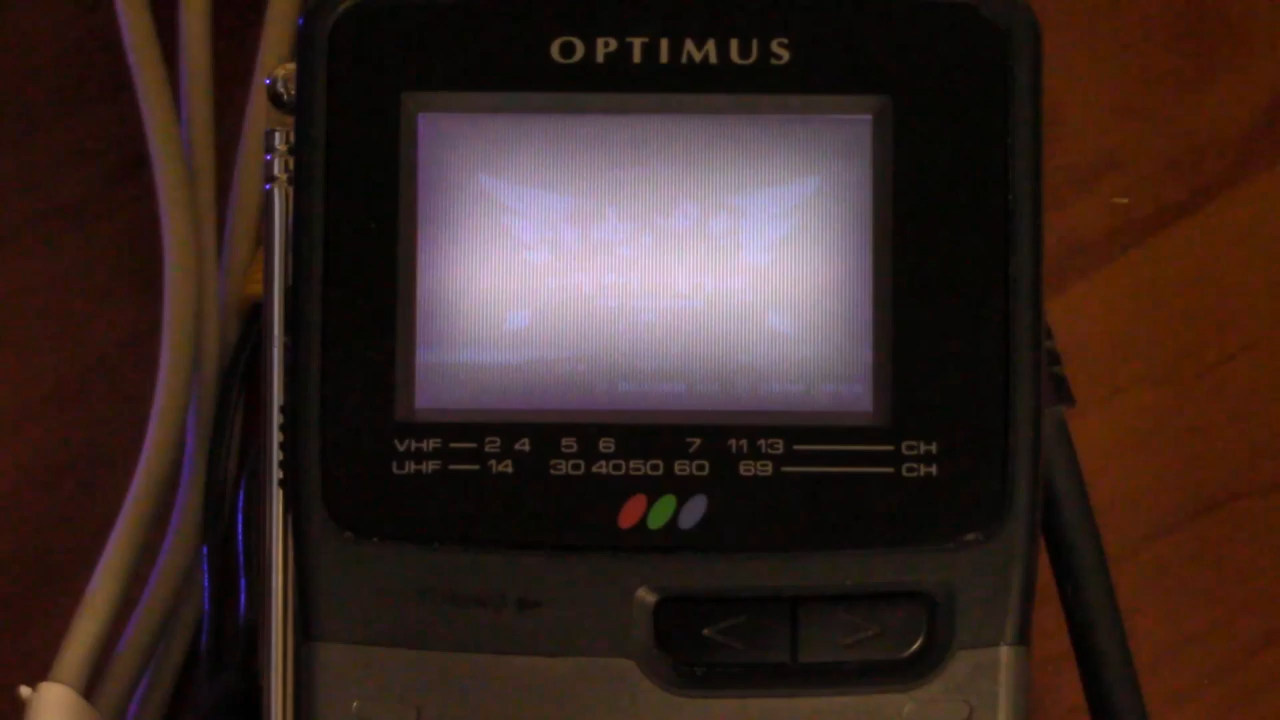 OPTIMUS
VHF — 2 4 5 6 7 11 13 — CH
UHF — 14 30 40 50 60 69 — CH
< >